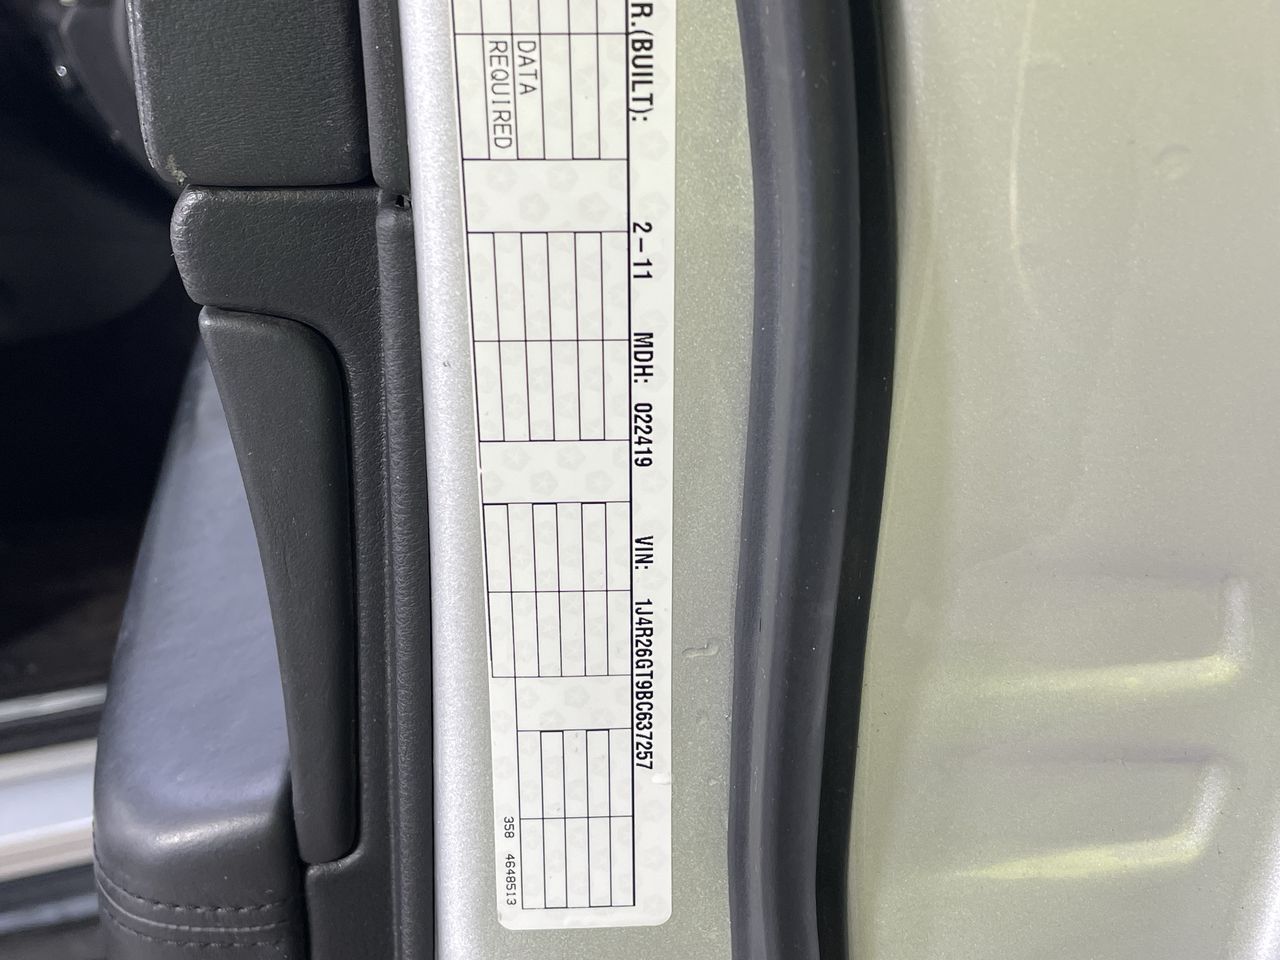 R.(BUILT): 2-11 MDH: 022419 VIN: 1J4R26GT9BC637257
DATA
REQUIRED
358 4648513